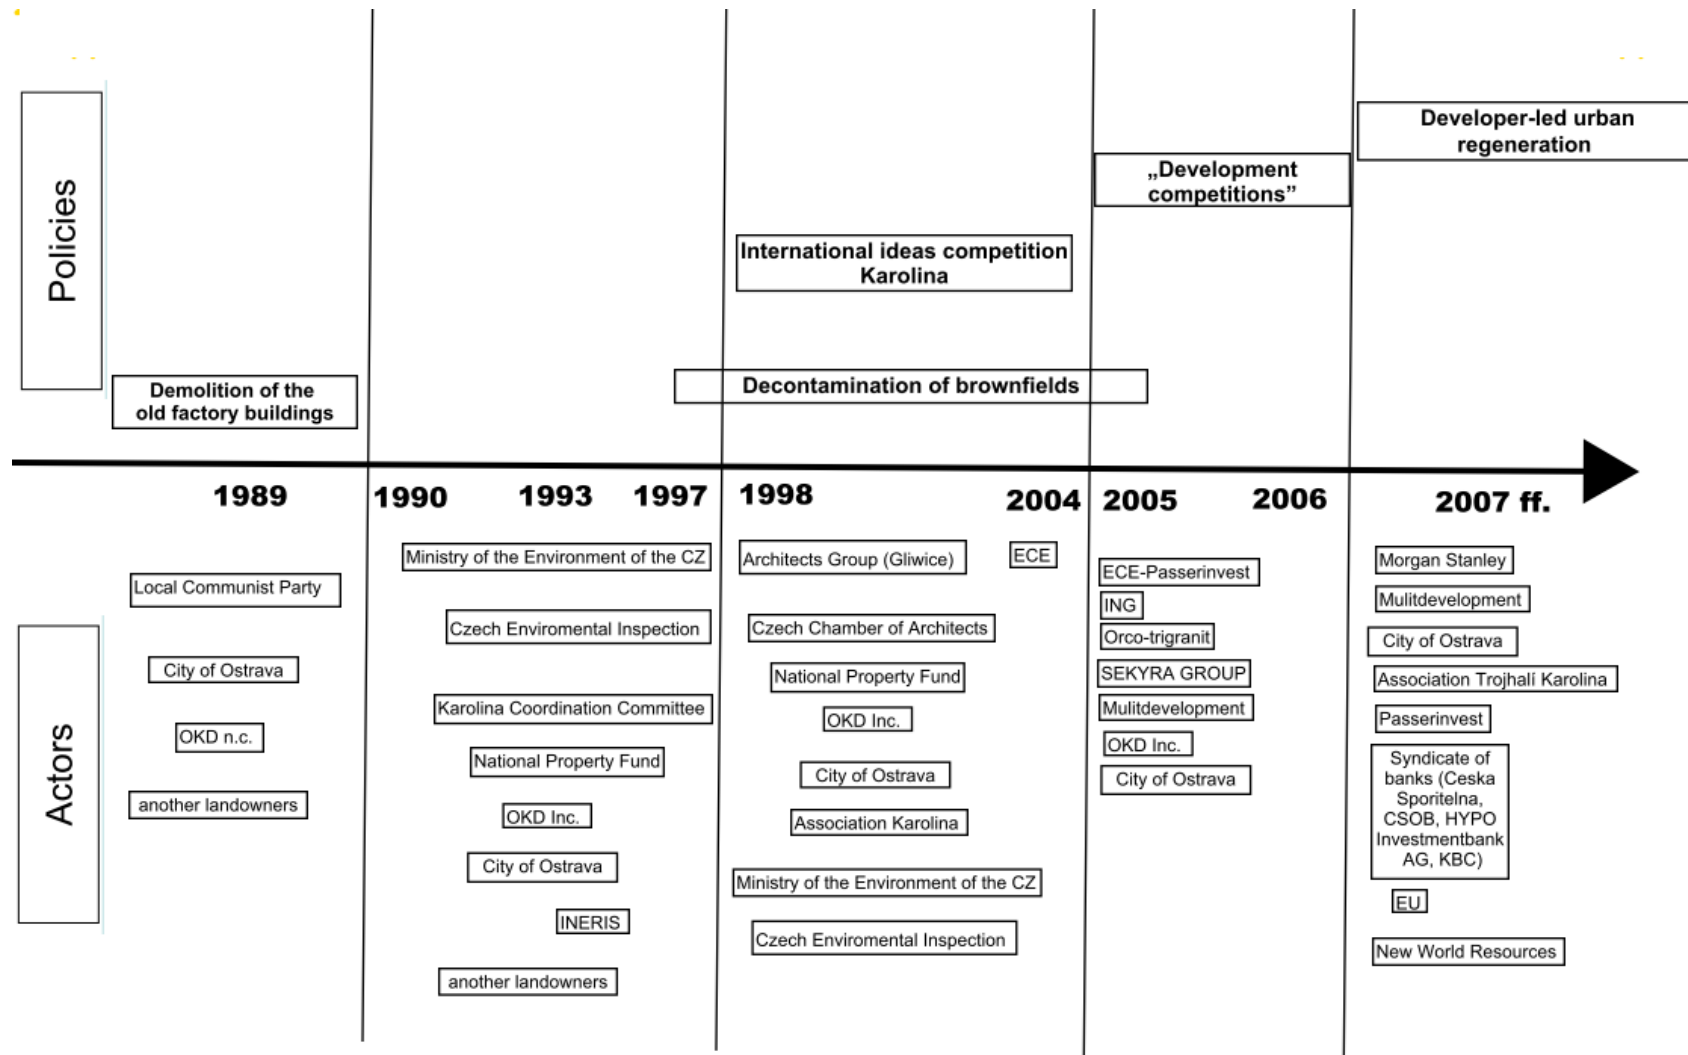 Policies
Developer-led urban
regeneration
„Development
competitions”
International ideas competition
Karolina
Decontamination of brownfields
Demolition of the
old factory buildings
1989
1990
1993
1997
1998
2004
2005
2006
2007 ff.
Actors
Local Communist Party
City of Ostrava
OKD n.c.
another landowners
Ministry of the Environment of the CZ
Czech Enviromental Inspection
Karolina Coordination Committee
National Property Fund
OKD Inc.
City of Ostrava
INERIS
another landowners
Architects Group (Gliwice)
ECE
Czech Chamber of Architects
National Property Fund
OKD Inc.
City of Ostrava
Association Karolina
Ministry of the Environment of the CZ
Czech Enviromental Inspection
ECE-Passerinvest
ING
Orco-trigranit
SEKYRA GROUP
Mulitdevelopment
OKD Inc.
City of Ostrava
Morgan Stanley
Mulitdevelopment
City of Ostrava
Association Trojhalí Karolina
Passerinvest
Syndicate of
banks (Ceska
Sporitelna,
CSOB, HYPO
Investmentbank
AG, KBC)
EU
New World Resources